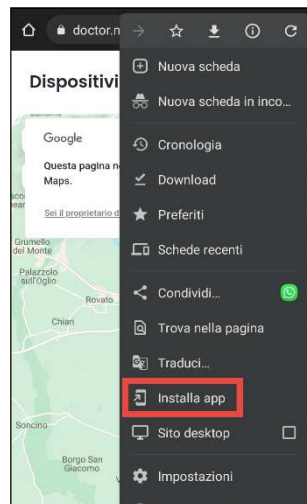 doctor.n
Dispositivi
Google
Questa pagina n
Maps.
Sei il proprietario d
Grumello
del Monte
Palazzolo
sull'Oglio
Rovato
Chiari
Soncino
Borgo San
Giacomo
Nuova scheda
Nuova scheda in inco...
Cronologia
Download
Preferiti
Schede recenti
Condividi...
Trova nella pagina
Traduci...
Installa app
Sito desktop
Impostazioni